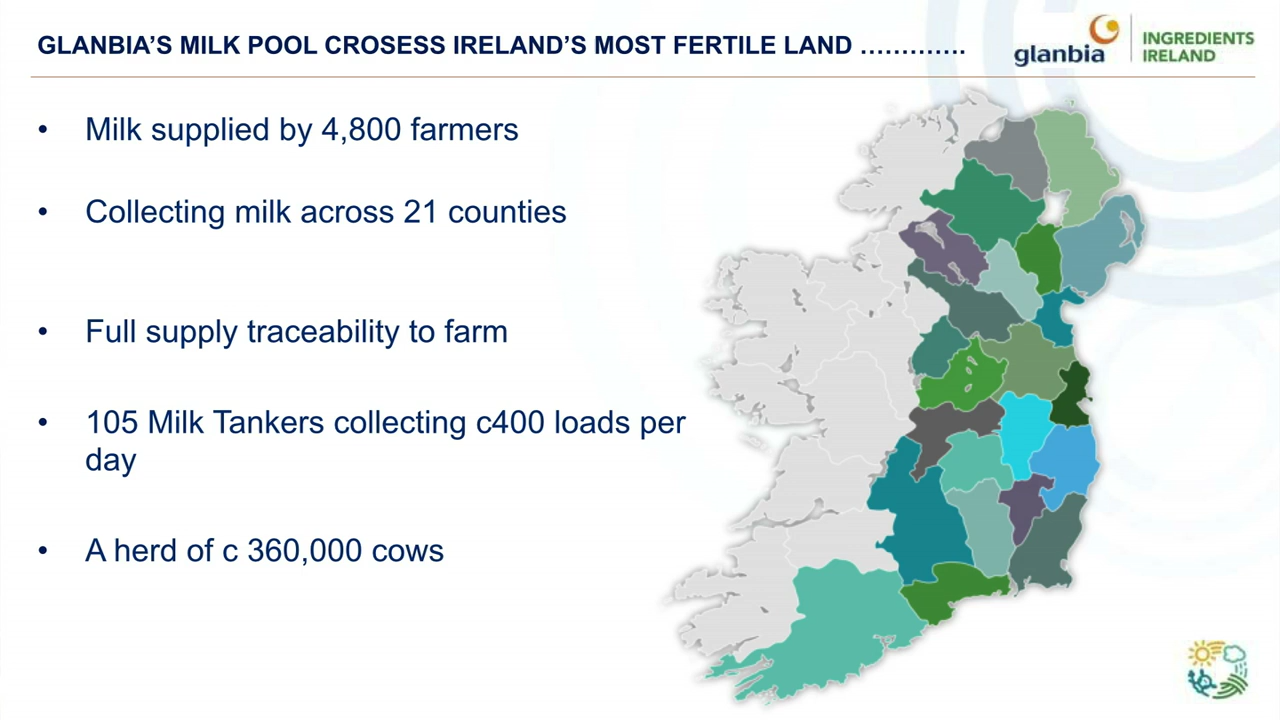 GLANBIA’S MILK POOL CROSESS IRELAND’S MOST FERTILE LAND ………….
glanbia
INGREDIENTS
IRELAND
• Milk supplied by 4,800 farmers
• Collecting milk across 21 counties
• Full supply traceability to farm
• 105 Milk Tankers collecting c400 loads per
day
• A herd of c 360,000 cows